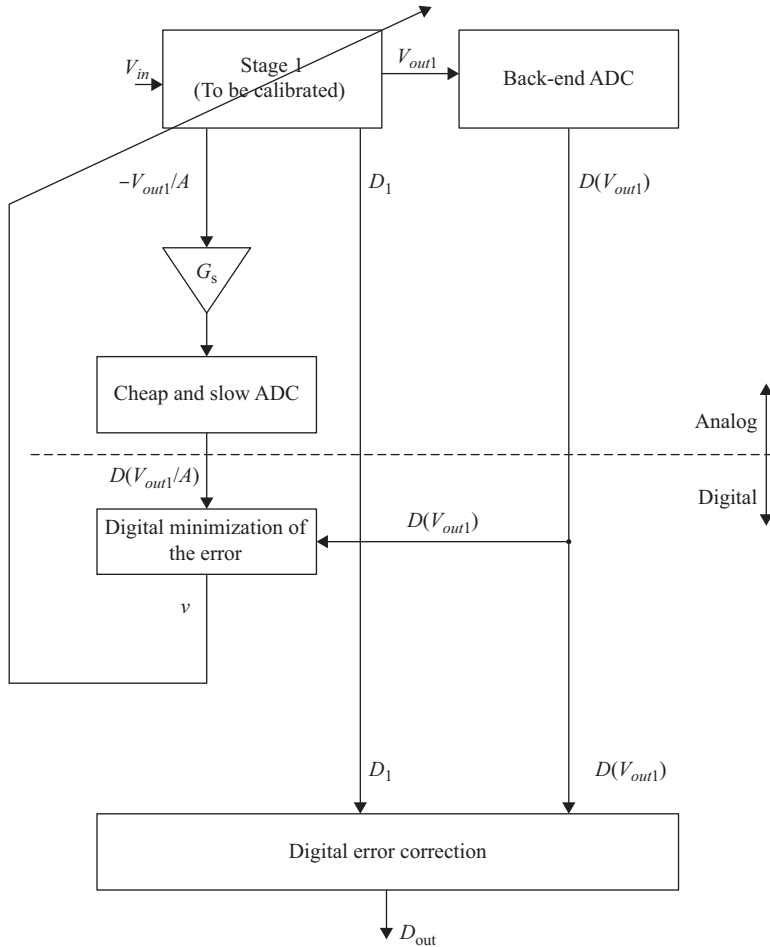 V_in
Stage 1
(To be calibrated)
V_out1
Back-end ADC
−V_out1/A
D_1
D(V_out1)
G_s
Cheap and slow ADC
Analog
D(V_out1/A)
Digital
Digital minimization of
the error
D(V_out1)
v
D_1
D(V_out1)
Digital error correction
D_out